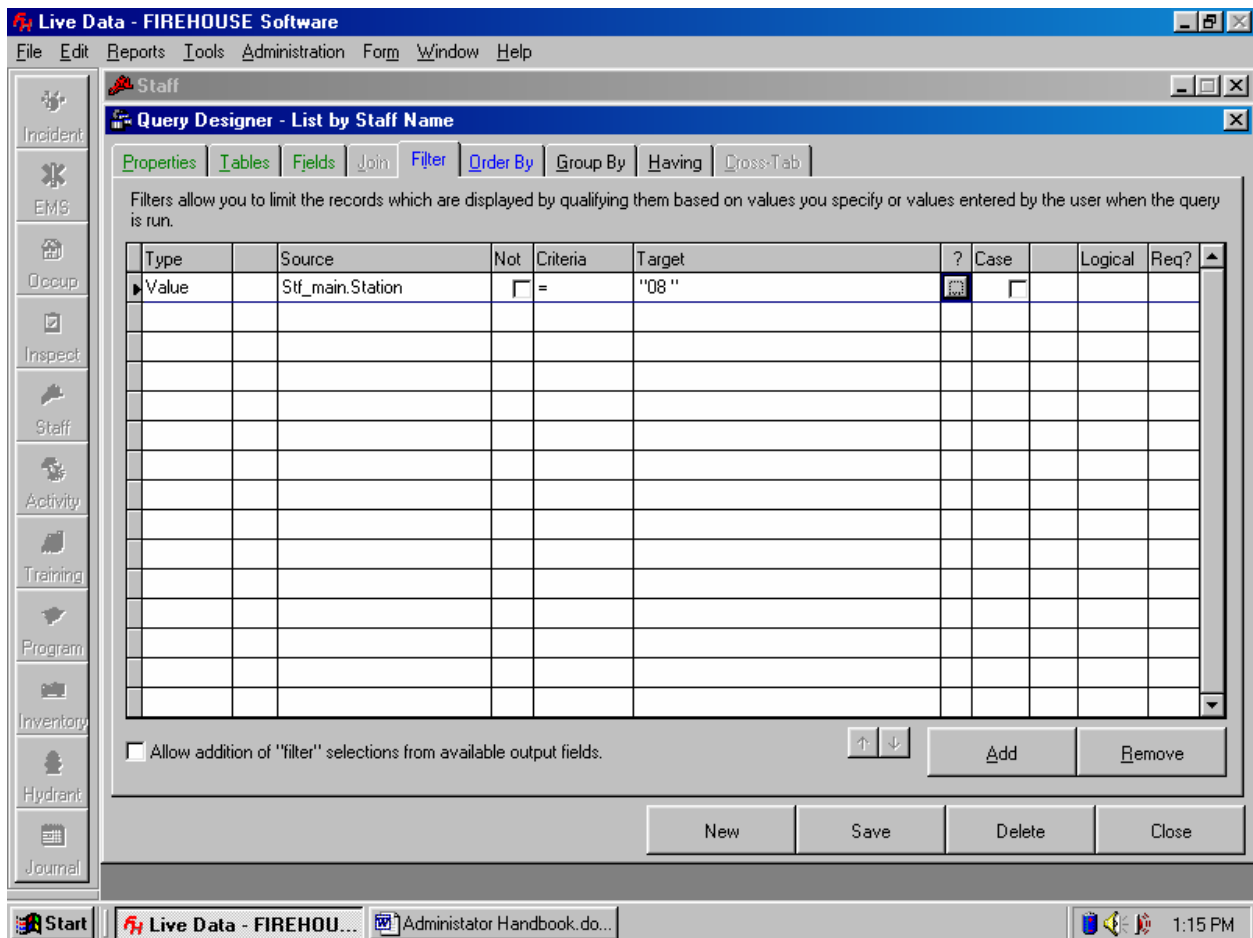 Live Data - FIREHOUSE Software
File Edit Reports Tools Administration Form Window Help
Staff
Query Designer - List by Staff Name
Properties Tables Fields Join Filter Order By Group By Having Cross-Tab
Filters allow you to limit the records which are displayed by qualifying them based on values you specify or values entered by the user when the query
is run.
Type Source Not Criteria Target ? Case Logical Req?
Value Stf_main.Station = "08 "
Allow addition of "filter" selections from available output fields.
Add Remove
New Save Delete Close
Incident
EMS
Occup
Inspect
Staff
Activity
Training
Program
Inventory
Hydrant
Journal
Start Live Data - FIREHOU... Administator Handbook.do... 1:15 PM